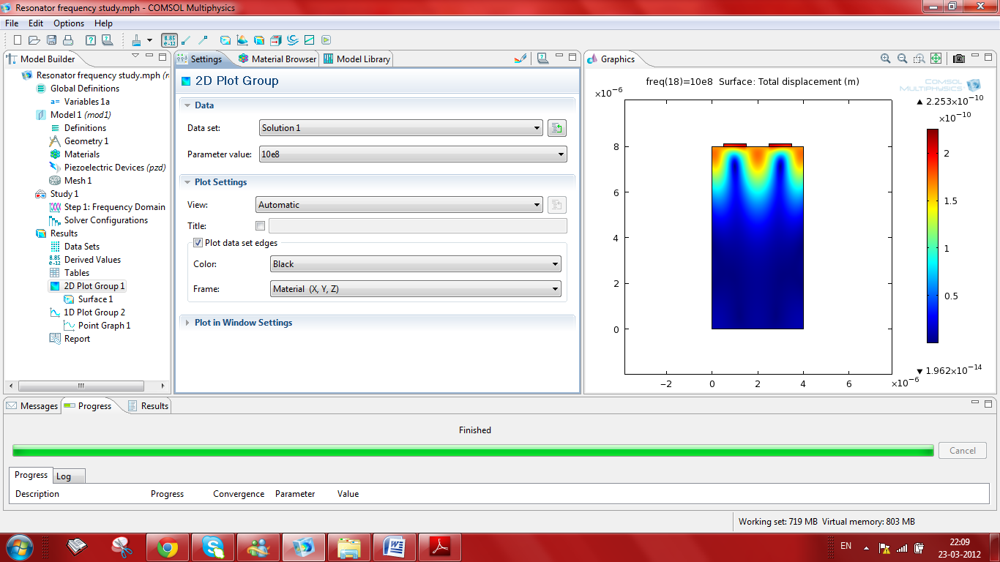 Resonator frequency study.mph - COMSOL Multiphysics
File Edit Options Help
Model Builder
Resonator frequency study.mph (r
Global Definitions
a= Variables 1a
Model 1 (mod1)
Definitions
Geometry 1
Materials
Piezoelectric Devices (pzd)
Mesh 1
Study 1
Step 1: Frequency Domain
Solver Configurations
Results
Data Sets
8.85 e-12 Derived Values
Tables
2D Plot Group 1
Surface 1
1D Plot Group 2
Point Graph 1
Report
Settings Material Browser Model Library
2D Plot Group
Data
Data set: Solution 1
Parameter value: 10e8
Plot Settings
View: Automatic
Title:
Plot data set edges
Color: Black
Frame: Material (X, Y, Z)
Plot in Window Settings
Graphics
freq(18)=10e8 Surface: Total displacement (m)
COMSOL
MULTIPHYSICS
×10⁻⁶
▲ 2.253×10⁻¹⁰
×10⁻¹⁰
8
6
4
2
0
−2 0 2 4 6 ×10⁻⁶
2
1.5
1
0.5
▼ 1.962×10⁻¹⁴
Messages Progress Results
Finished
Cancel
Progress Log
Description Progress Convergence Parameter Value
Working set: 719 MB Virtual memory: 803 MB
EN
22:09
23-03-2012